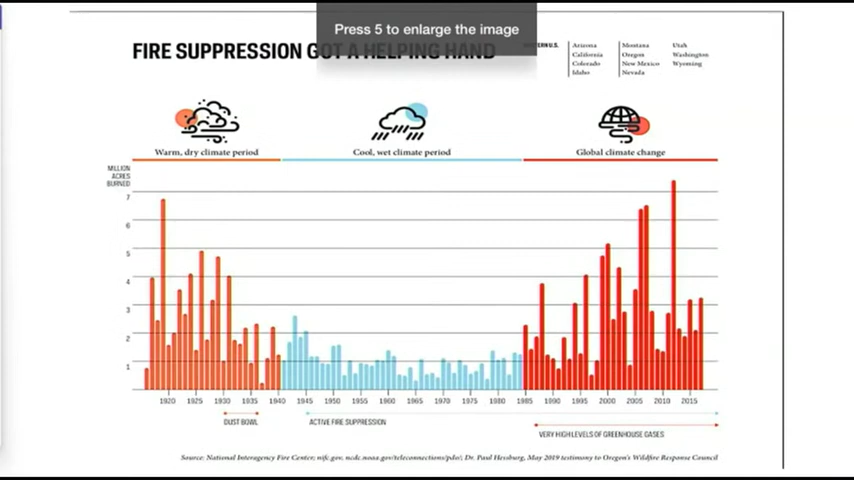 Press 5 to enlarge the image
FIRE SUPPRESSION GOT A HELPING HAND
U.S.
Arizona
California
Colorado
Idaho
Montana
Oregon
New Mexico
Nevada
Utah
Washington
Wyoming
Warm, dry climate period
Cool, wet climate period
Global climate change
MILLION
ACRES
BURNED
7
6
5
4
3
2
1
1920 1925 1930 1935 1940 1945 1950 1955 1960 1965 1970 1975 1980 1985 1990 1995 2000 2005 2010 2015
DUST BOWL
ACTIVE FIRE SUPPRESSION
VERY HIGH LEVELS OF GREENHOUSE GASES
Source: National Interagency Fire Center; nifc.gov, ncdc.noaa.gov/teleconnections/pdo/; Dr. Paul Hessburg, May 2019 testimony to Oregon's Wildfire Response Council